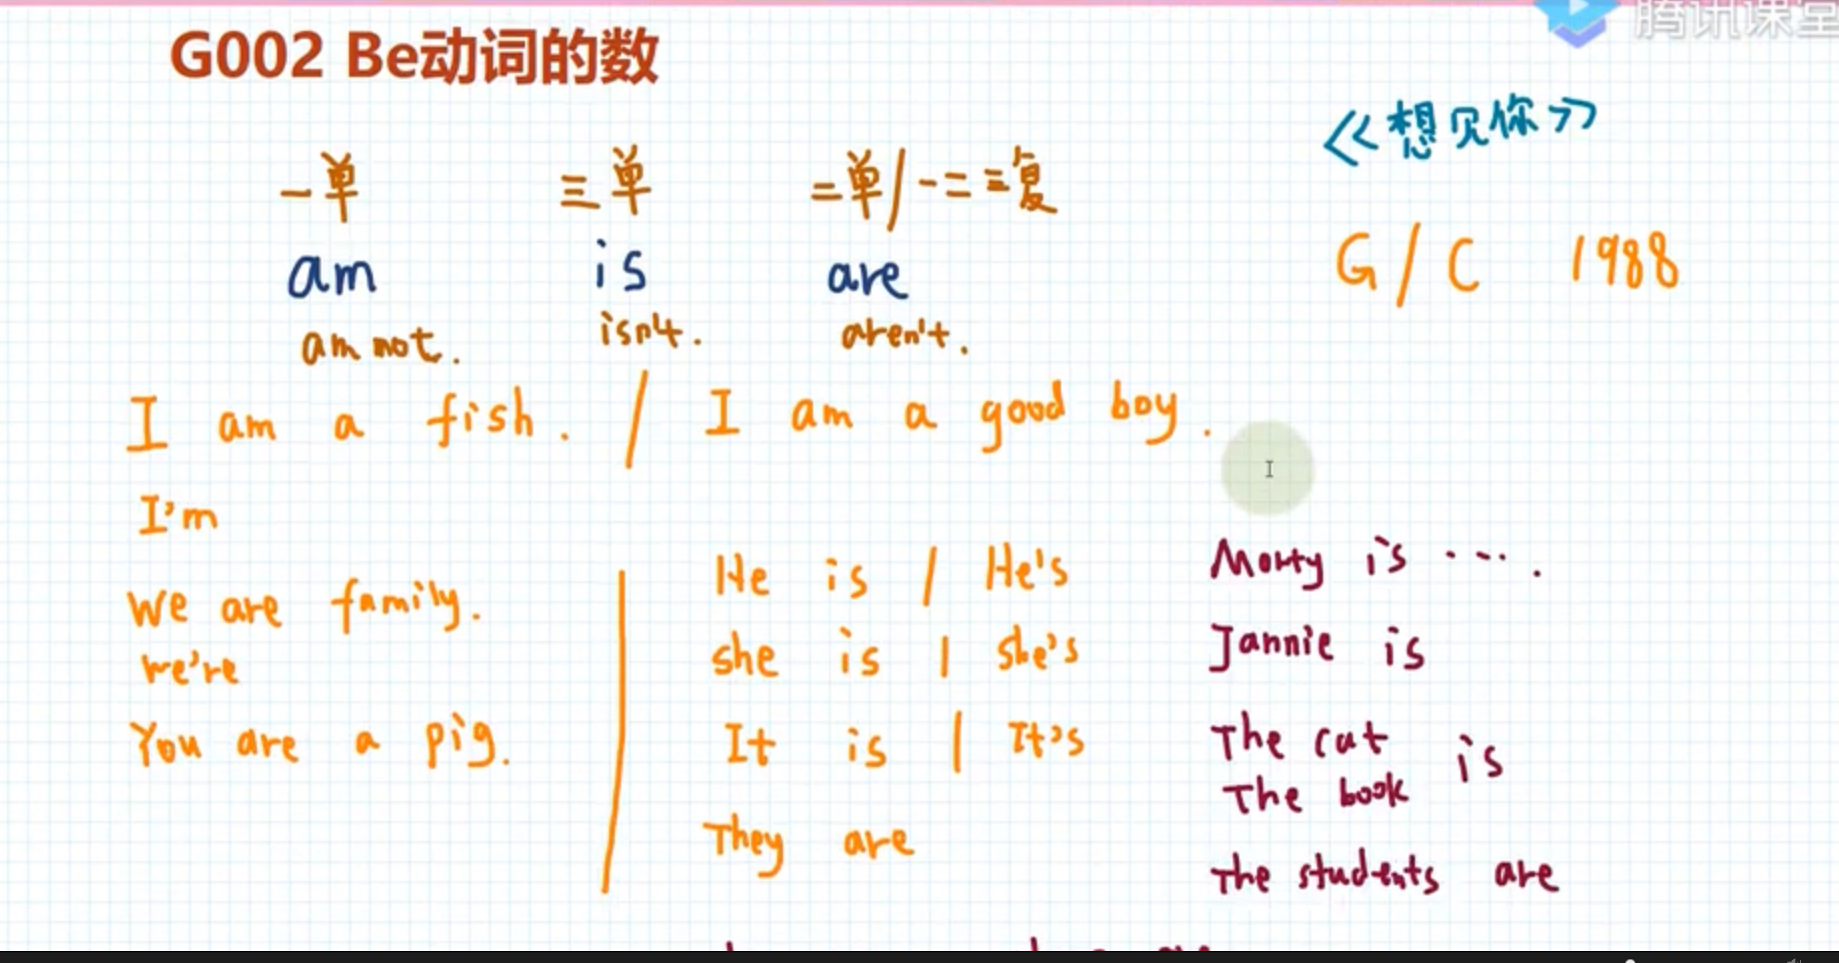 腾讯课堂
G002 Be动词的数
《想见你》
一单 三单 二单/一二三复
am is are
G/C 1988
am not. isn't. aren't.
I am a fish. / I am a good boy.
I'm
He is / He's
Morty is ....
We are family.
she is | she's
Jannie is
we're
You are a pig.
It is | It's
The cat
The book is
They are
The students are